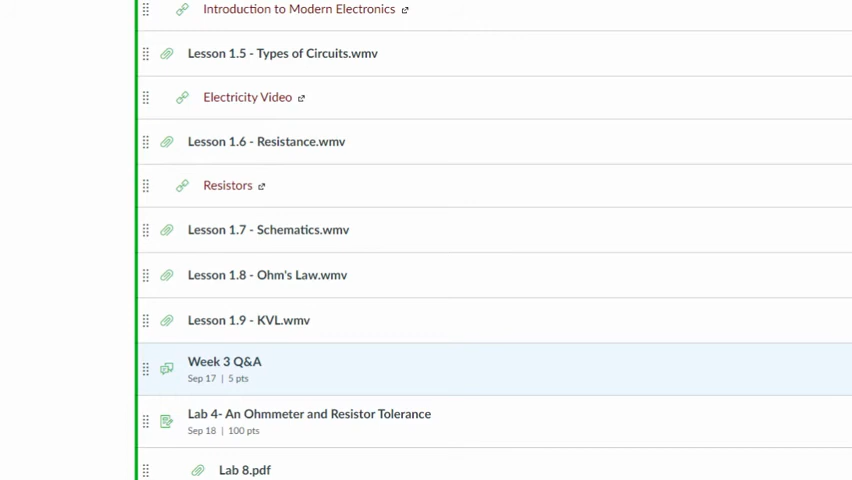 Introduction to Modern Electronics
Lesson 1.5 - Types of Circuits.wmv
Electricity Video
Lesson 1.6 - Resistance.wmv
Resistors
Lesson 1.7 - Schematics.wmv
Lesson 1.8 - Ohm's Law.wmv
Lesson 1.9 - KVL.wmv
Week 3 Q&A
Sep 17 | 5 pts
Lab 4- An Ohmmeter and Resistor Tolerance
Sep 18 | 100 pts
Lab 8.pdf